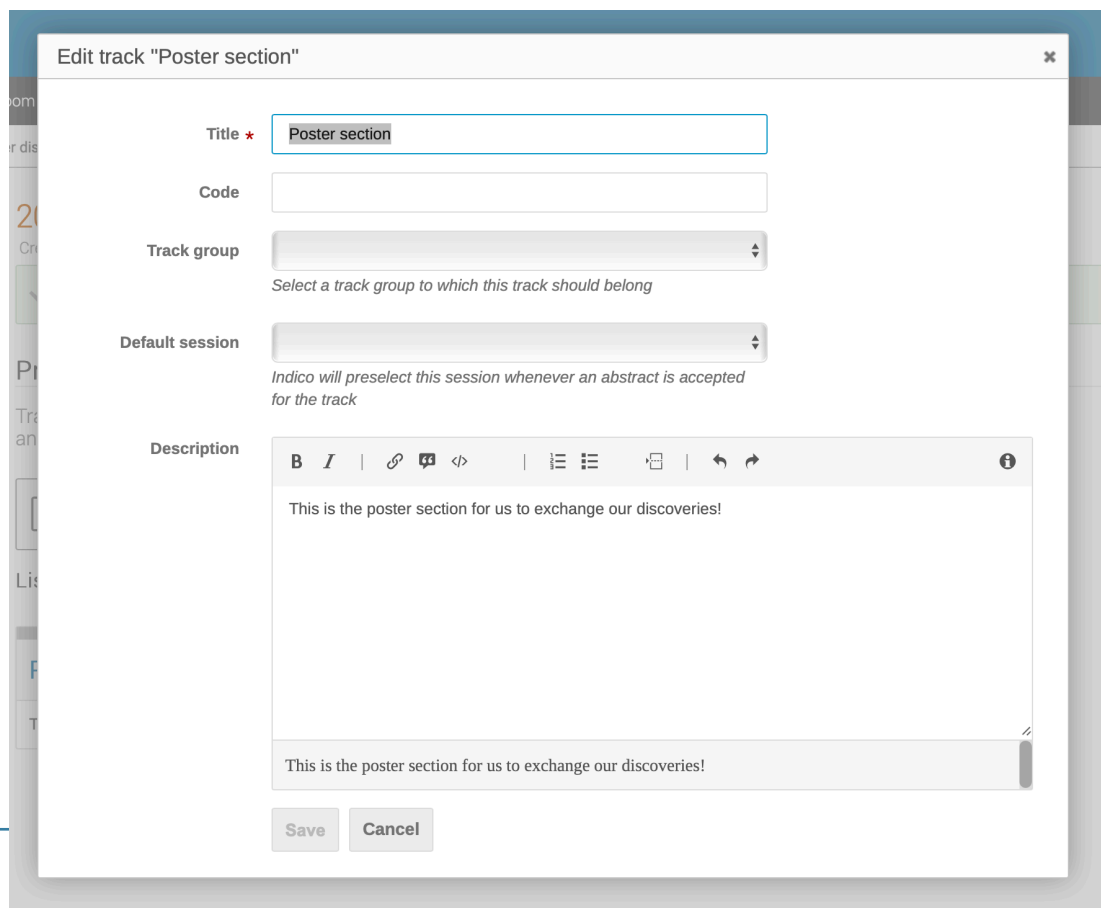 Edit track "Poster section"
Title *
Poster section
Code
Track group
Select a track group to which this track should belong
Default session
Indico will preselect this session whenever an abstract is accepted
for the track
Description
B I
This is the poster section for us to exchange our discoveries!
This is the poster section for us to exchange our discoveries!
Save Cancel